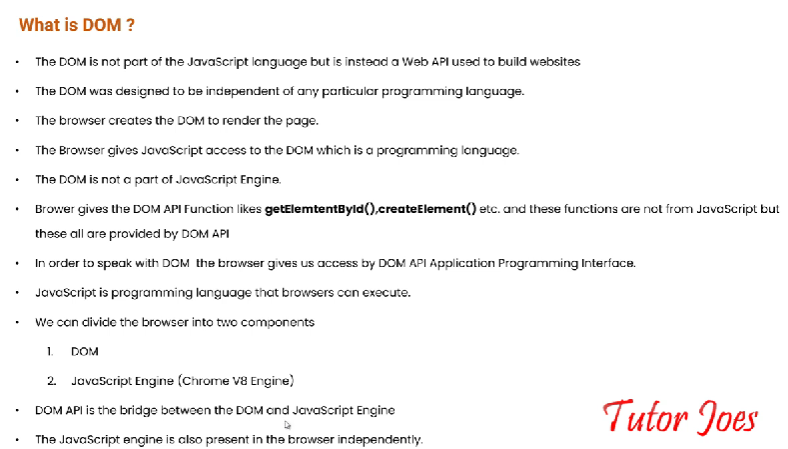 What is DOM ?
• The DOM is not part of the JavaScript language but is instead a Web API used to build websites
• The DOM was designed to be independent of any particular programming language.
• The browser creates the DOM to render the page.
• The Browser gives JavaScript access to the DOM which is a programming language.
• The DOM is not a part of JavaScript Engine.
• Brower gives the DOM API Function likes getElemtentById(),createElement() etc. and these functions are not from JavaScript but
these all are provided by DOM API
• In order to speak with DOM the browser gives us access by DOM API Application Programming Interface.
• JavaScript is programming language that browsers can execute.
• We can divide the browser into two components
1. DOM
2. JavaScript Engine (Chrome V8 Engine)
• DOM API is the bridge between the DOM and JavaScript Engine
• The JavaScript engine is also present in the browser independently.
Tutor Joes